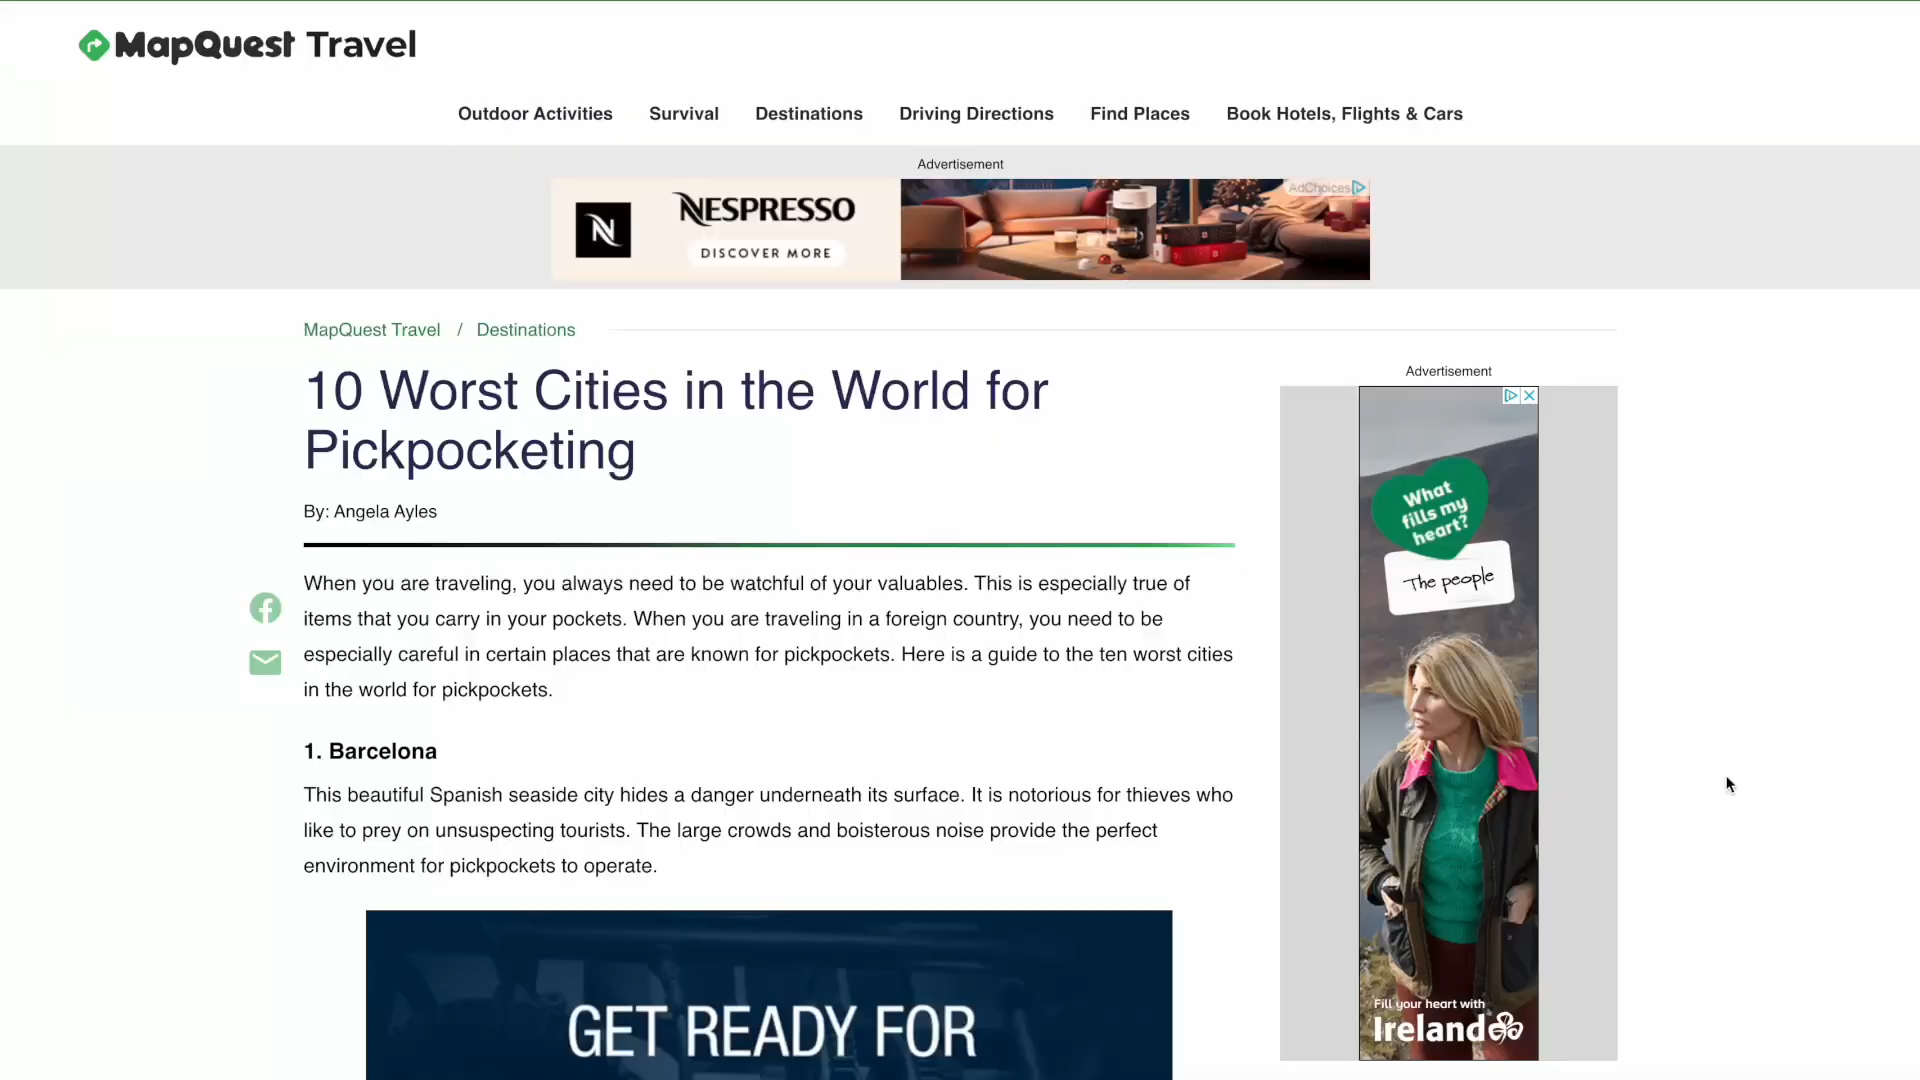 MapQuest Travel
Outdoor Activities Survival Destinations Driving Directions Find Places Book Hotels, Flights & Cars
Advertisement
N
NESPRESSO
DISCOVER MORE
AdChoices
MapQuest Travel / Destinations
10 Worst Cities in the World for
Pickpocketing
By: Angela Ayles
When you are traveling, you always need to be watchful of your valuables. This is especially true of
items that you carry in your pockets. When you are traveling in a foreign country, you need to be
especially careful in certain places that are known for pickpockets. Here is a guide to the ten worst cities
in the world for pickpockets.
1. Barcelona
This beautiful Spanish seaside city hides a danger underneath its surface. It is notorious for thieves who
like to prey on unsuspecting tourists. The large crowds and boisterous noise provide the perfect
environment for pickpockets to operate.
GET READY FOR
Advertisement
What
fills my
heart?
The people
Fill your heart with
Ireland